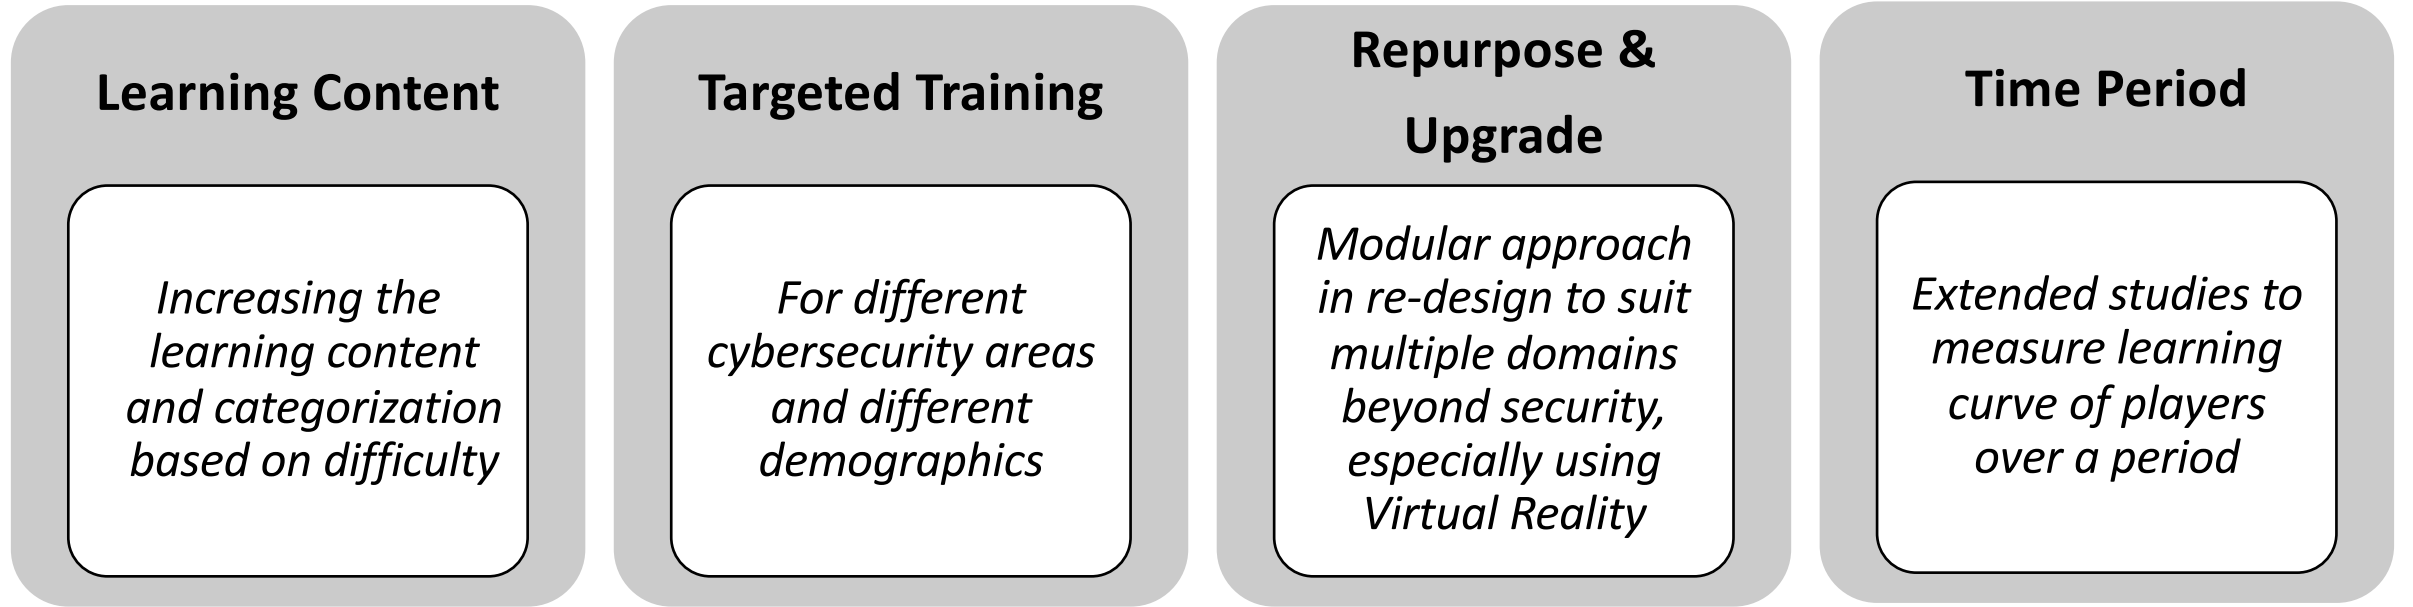 Learning Content
Increasing the
learning content
and categorization
based on difficulty
Targeted Training
For different
cybersecurity areas
and different
demographics
Repurpose &
Upgrade
Modular approach
in re-design to suit
multiple domains
beyond security,
especially using
Virtual Reality
Time Period
Extended studies to
measure learning
curve of players
over a period